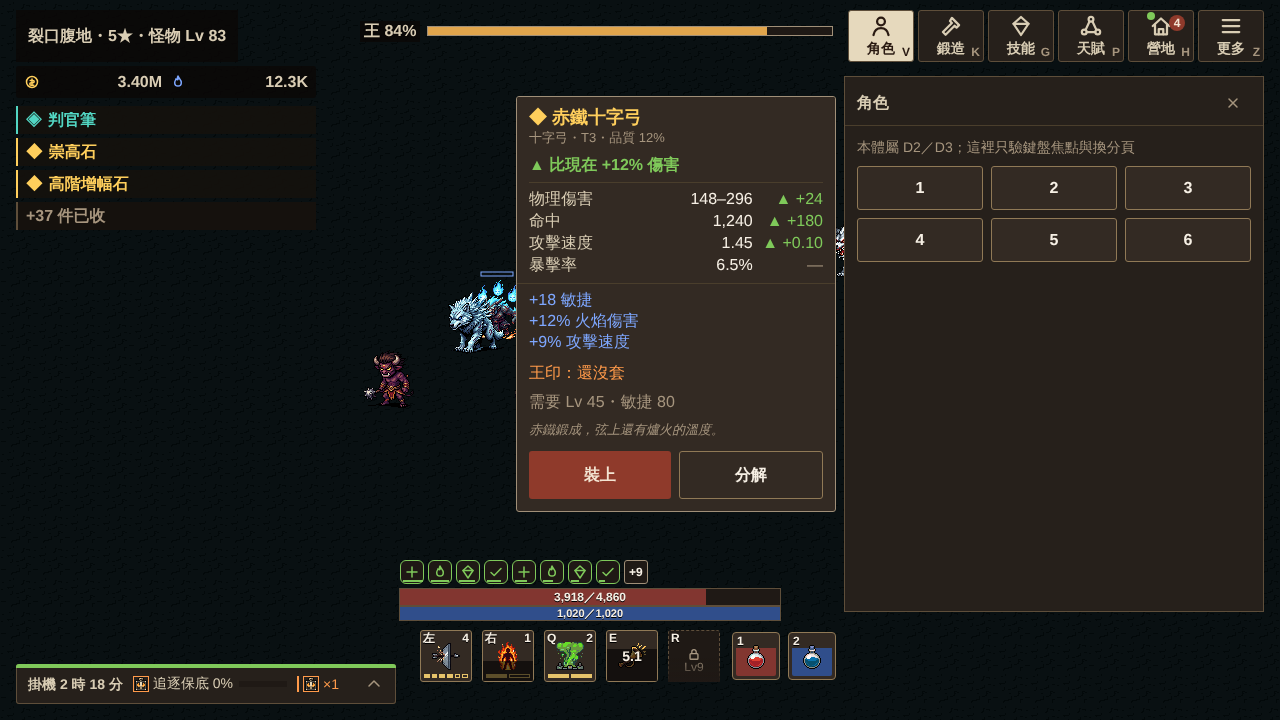 裂口腹地・5★・怪物 Lv 83
王 84%
角色 V
鍛造 K
技能 G
天賦 P
4
營地 H
更多 Z
3.40M
12.3K
判官筆
崇高石
高階增幅石
+37 件已收
赤鐵十字弓
十字弓・T3・品質 12%
▲ 比現在 +12% 傷害
物理傷害 148–296 ▲ +24
命中 1,240 ▲ +180
攻擊速度 1.45 ▲ +0.10
暴擊率 6.5% —
+18 敏捷
+12% 火焰傷害
+9% 攻擊速度
王印：還沒套
需要 Lv 45・敏捷 80
赤鐵鍛成，弦上還有爐火的溫度。
裝上
分解
角色
本體屬 D2／D3；這裡只驗鍵盤焦點與換分頁
1 2 3
4 5 6
+9
3,918／4,860
1,020／1,020
左 4
右 1
Q 2
E
5.1
R
Lv9
1
2
掛機 2 時 18 分
追逐保底 0%
×1